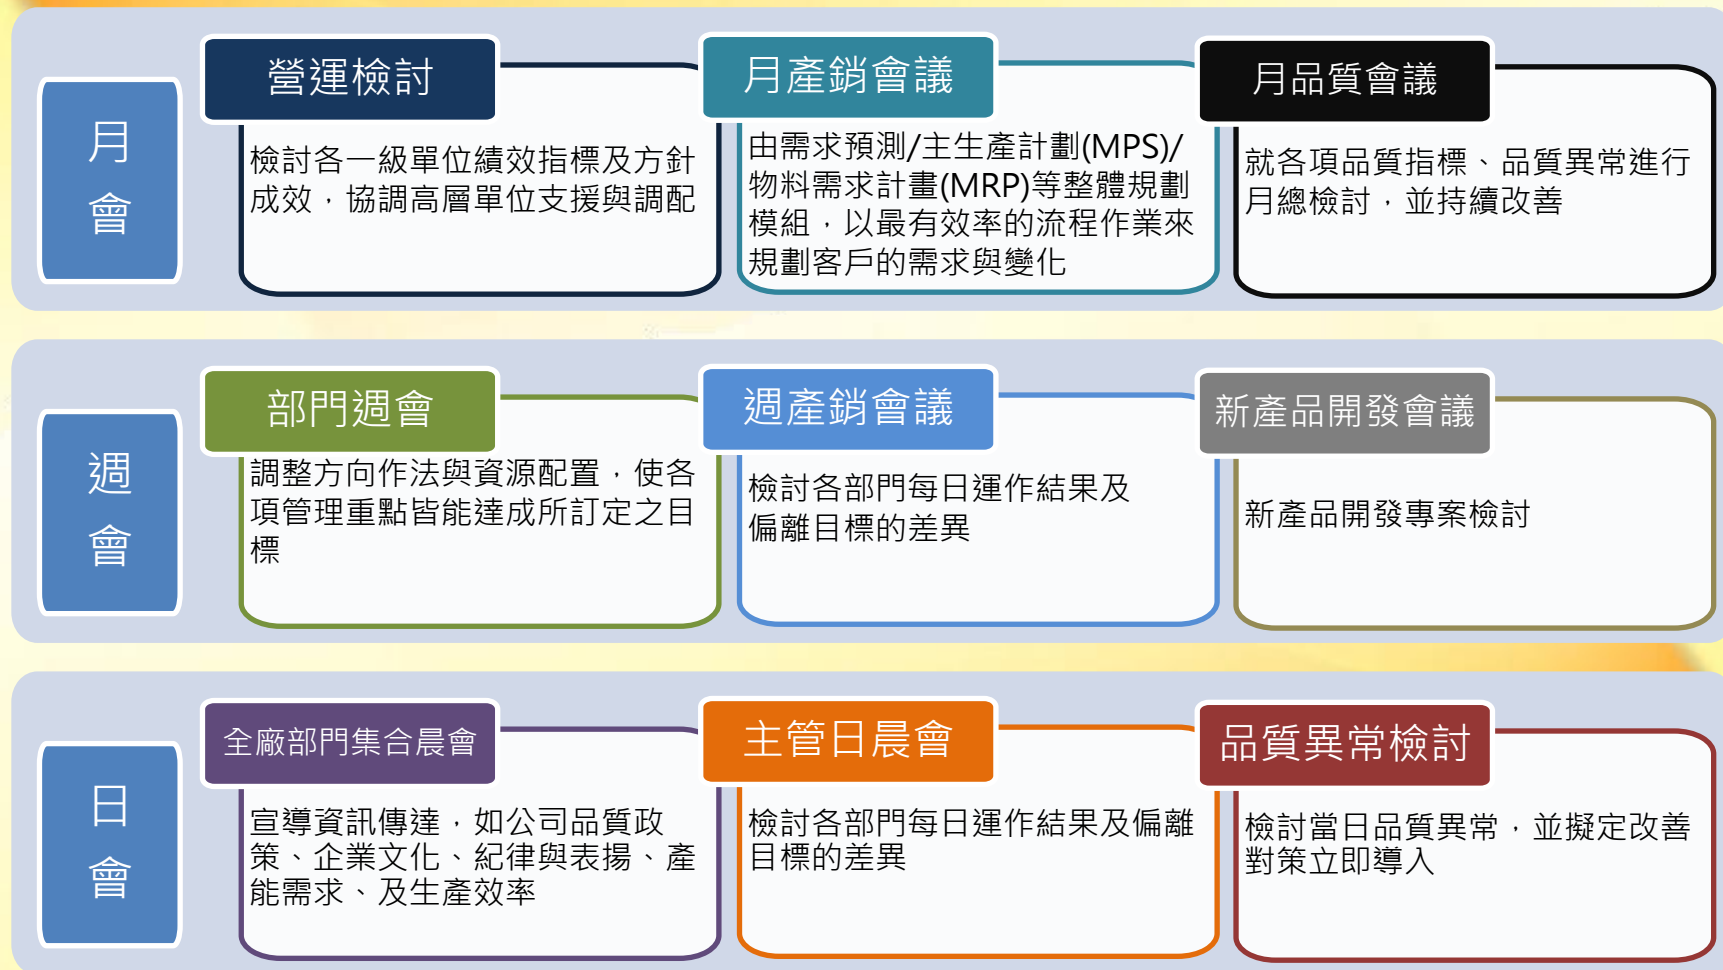 月
會
營運檢討
檢討各一級單位績效指標及方針
成效，協調高層單位支援與調配
月產銷會議
由需求預測/主生產計劃(MPS)/
物料需求計畫(MRP)等整體規劃
模組，以最有效率的流程作業來
規劃客戶的需求與變化
月品質會議
就各項品質指標、品質異常進行
月總檢討，並持續改善
週
會
部門週會
調整方向作法與資源配置，使各
項管理重點皆能達成所訂定之目
標
週產銷會議
檢討各部門每日運作結果及
偏離目標的差異
新產品開發會議
新產品開發專案檢討
日
會
全廠部門集合晨會
宣導資訊傳達，如公司品質政
策、企業文化、紀律與表揚、產
能需求、及生產效率
主管日晨會
檢討各部門每日運作結果及偏離
目標的差異
品質異常檢討
檢討當日品質異常，並擬定改善
對策立即導入